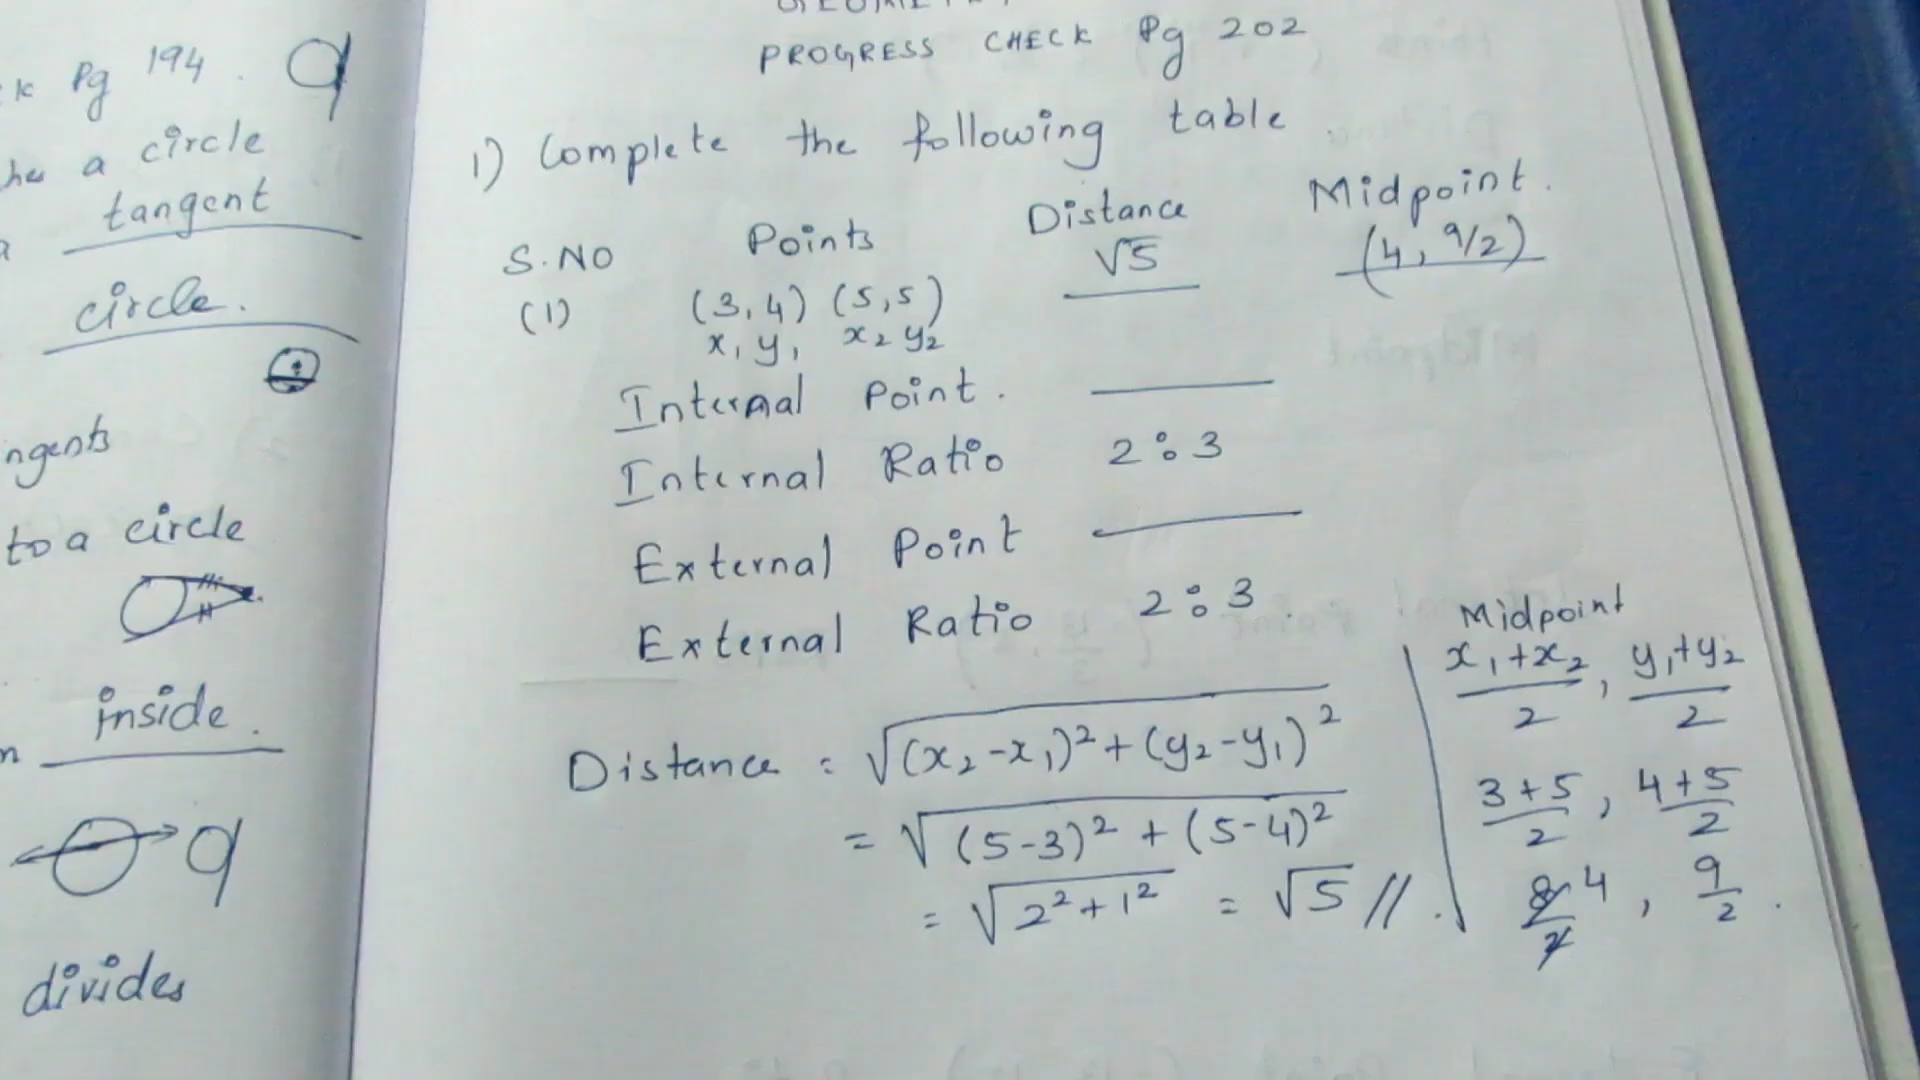 Pg 194.
a circle
tangent
circle.
to a circle
inside.
divides
PROGRESS CHECK Pg 202
1) Complete the following table.
S.NO Points Distance Midpoint.
(1) (3,4) (5,5) √5 (4, 9/2)
x₁ y₁ x₂ y₂
Internal Point.
Internal Ratio 2:3
External Point
External Ratio 2:3.
Distance = √(x₂-x₁)²+(y₂-y₁)²
= √(5-3)² + (5-4)²
= √2²+1² = √5 //.
Midpoint
x₁+x₂/2, y₁+y₂/2
3+5/2, 4+5/2
8/2 4, 9/2.